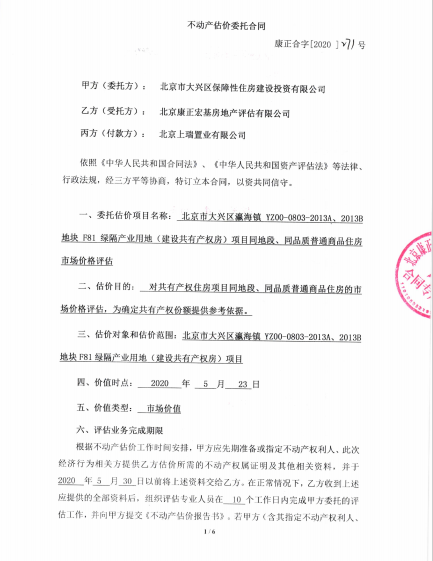 不动产估价委托合同
康正合字[2020 ]271号
甲方（委托方）： 北京市大兴区保障性住房建设投资有限公司
乙方（受托方）： 北京康正宏基房地产评估有限公司
丙方（付款方）： 北京上瑞置业有限公司
依照《中华人民共和国合同法》、《中华人民共和国资产评估法》等法律、
行政法规，经三方平等协商，特订立本合同，以资共同信守。
一、委托估价项目名称： 北京市大兴区瀛海镇 YZ00-0803-2013A、2013B
地块 F81 绿隔产业用地（建设共有产权房）项目同地段、同品质普通商品住房
市场价格评估
二、估价目的： 对共有产权住房项目同地段、同品质普通商品住房的市
场价格评估，为确定共有产权份额提供参考依据。
三、估价对象和估价范围：北京市大兴区瀛海镇 YZ00-0803-2013A、2013B
地块 F81 绿隔产业用地（建设共有产权房）项目
四、价值时点： 2020 年 5 月 23 日
五、价值类型： 市场价值
六、评估业务完成期限
根据不动产估价工作时间安排，甲方应先期准备或指定不动产权利人、此次
经济行为相关方提供乙方估价所需的不动产权属证明及其他相关资料，并于
2020 年 5 月 30 日以前将上述资料交给乙方。在正常情况下，乙方收到上述
应提供的全部资料后，组织评估专业人员在 10 个工作日内完成甲方委托的评
估工作，并向甲方提交《不动产估价报告书》。若甲方（含其指定不动产权利人、
1 / 6
北京康正
合同专